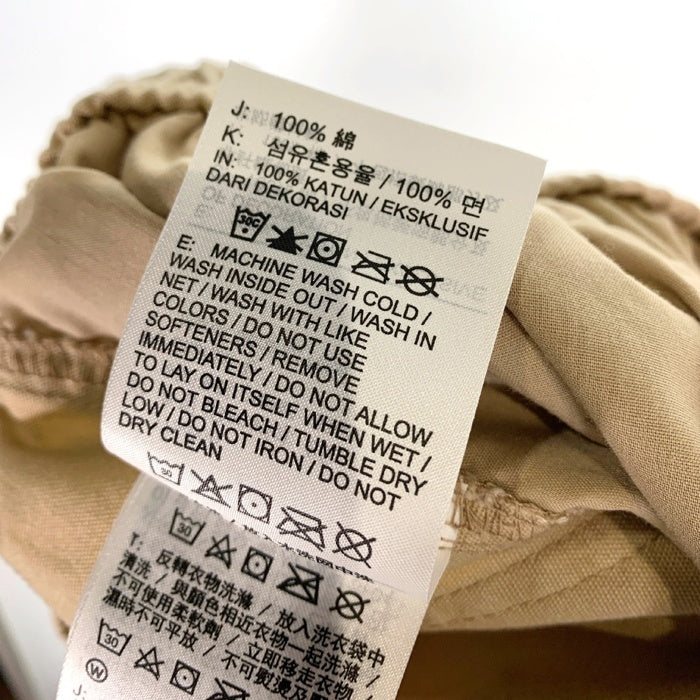 J: 100% 綿
K: 섬유혼용율 / 100% 면
IN: 100% KATUN / EKSKLUSIF
DARI DEKORASI
30C
E: MACHINE WASH COLD /
WASH INSIDE OUT / WASH IN
NET / WASH WITH LIKE
COLORS / DO NOT USE
SOFTENERS / REMOVE
IMMEDIATELY / DO NOT ALLOW
TO LAY ON ITSELF WHEN WET /
DO NOT BLEACH / TUMBLE DRY
LOW / DO NOT IRON / DO NOT
DRY CLEAN
30
30
T: 反轉衣物洗滌 / 放入洗衣袋中
清洗 / 與顏色相近衣物一起洗滌 /
不可使用柔軟劑 / 立即移走衣物 /
濕時不可平放 / 不可漂白
30
W
J: